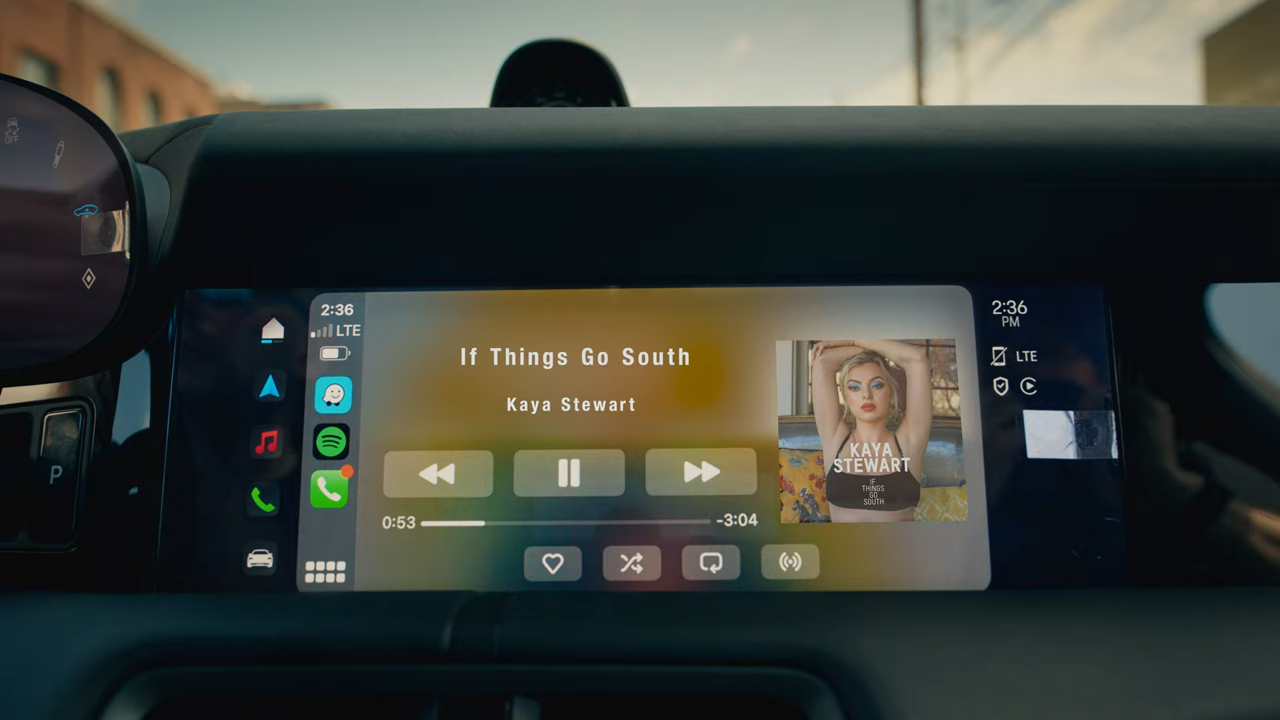 OFF
P
2:36
LTE
If Things Go South
Kaya Stewart
0:53
-3:04
KAYA
STEWART
IF
THINGS
GO
SOUTH
2:36
PM
LTE